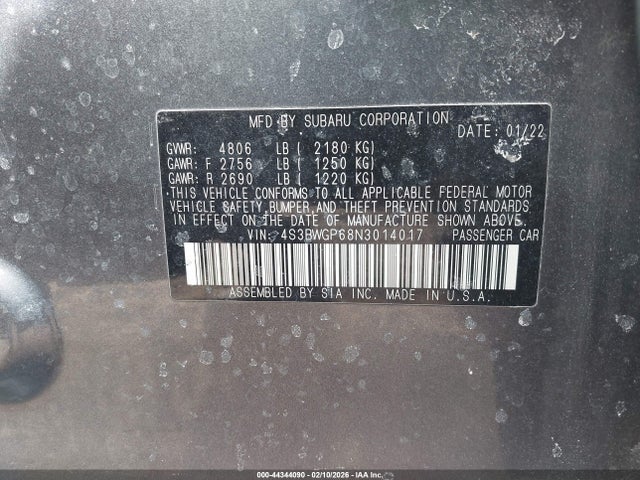 MFD BY SUBARU CORPORATION
DATE: 01/22
GVWR: 4806 LB ( 2180 KG)
GAWR: F 2756 LB ( 1250 KG)
GAWR: R 2690 LB ( 1220 KG)
THIS VEHICLE CONFORMS TO ALL APPLICABLE FEDERAL MOTOR
VEHICLE SAFETY, BUMPER, AND THEFT PREVENTION STANDARDS
IN EFFECT ON THE DATE OF MANUFACTURE SHOWN ABOVE.
VIN: 4S3BWGP68N3014017 PASSENGER CAR
ASSEMBLED BY SIA INC. MADE IN U.S.A.
000-44344090 - 02/10/2026 - IAA Inc.